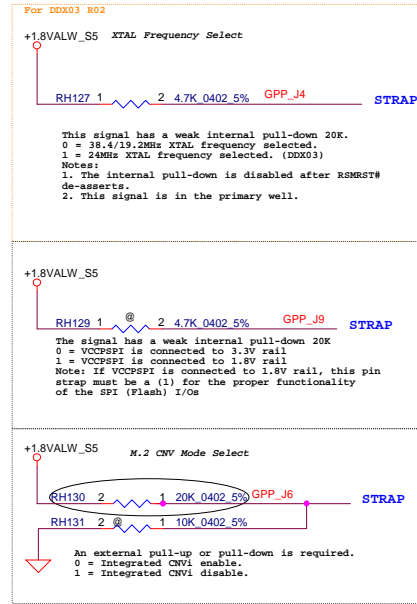 For DDX03 R02
+1.8VALW_S5 XTAL Frequency Select
RH127 1 2 4.7K_0402_5% GPP_J4 STRAP
This signal has a weak internal pull-down 20K.
0 = 38.4/19.2MHz XTAL frequency selected.
1 = 24MHz XTAL frequency selected. (DDX03)
Notes:
1. The internal pull-down is disabled after RSMRST#
de-asserts.
2. This signal is in the primary well.
+1.8VALW_S5
RH129 1 @ 2 4.7K_0402_5% GPP_J9 STRAP
The signal has a weak internal pull-down 20K
0 = VCCPSPI is connected to 3.3V rail
1 = VCCPSPI is connected to 1.8V rail
Note: If VCCPSPI is connected to 1.8V rail, this pin
strap must be a (1) for the proper functionality
of the SPI (Flash) I/Os
+1.8VALW_S5 M.2 CNV Mode Select
RH130 2 1 20K_0402_5% GPP_J6 STRAP
RH131 2 @ 1 10K_0402_5%
An external pull-up or pull-down is required.
0 = Integrated CNVi enable.
1 = Integrated CNVi disable.